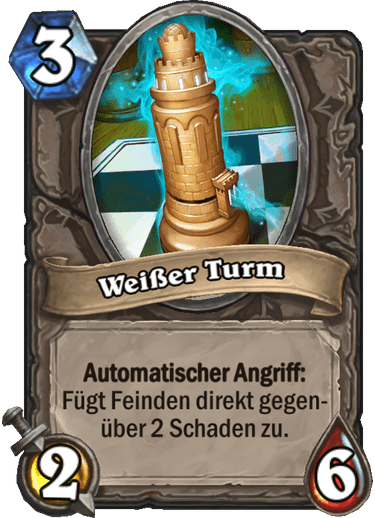 3
Weißer Turm
Automatischer Angriff:
Fügt Feinden direkt gegen-
über 2 Schaden zu.
2
6